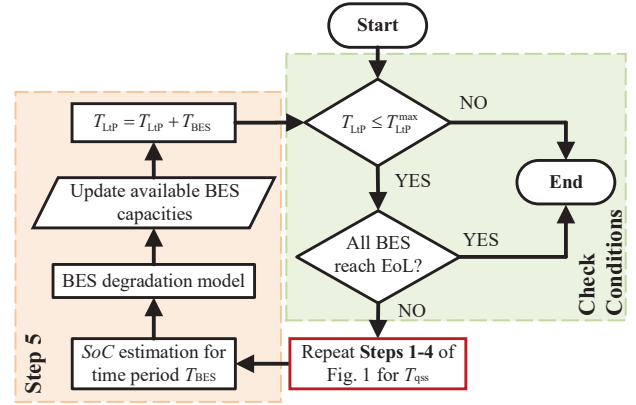 Start
T_LtP ≤ T_LtP^max
NO
YES
End
All BES
reach EoL?
YES
NO
Check
Conditions
Repeat Steps 1-4 of
Fig. 1 for T_qss
SoC estimation for
time period T_BES
BES degradation model
Update available BES
capacities
T_LtP = T_LtP + T_BES
Step 5